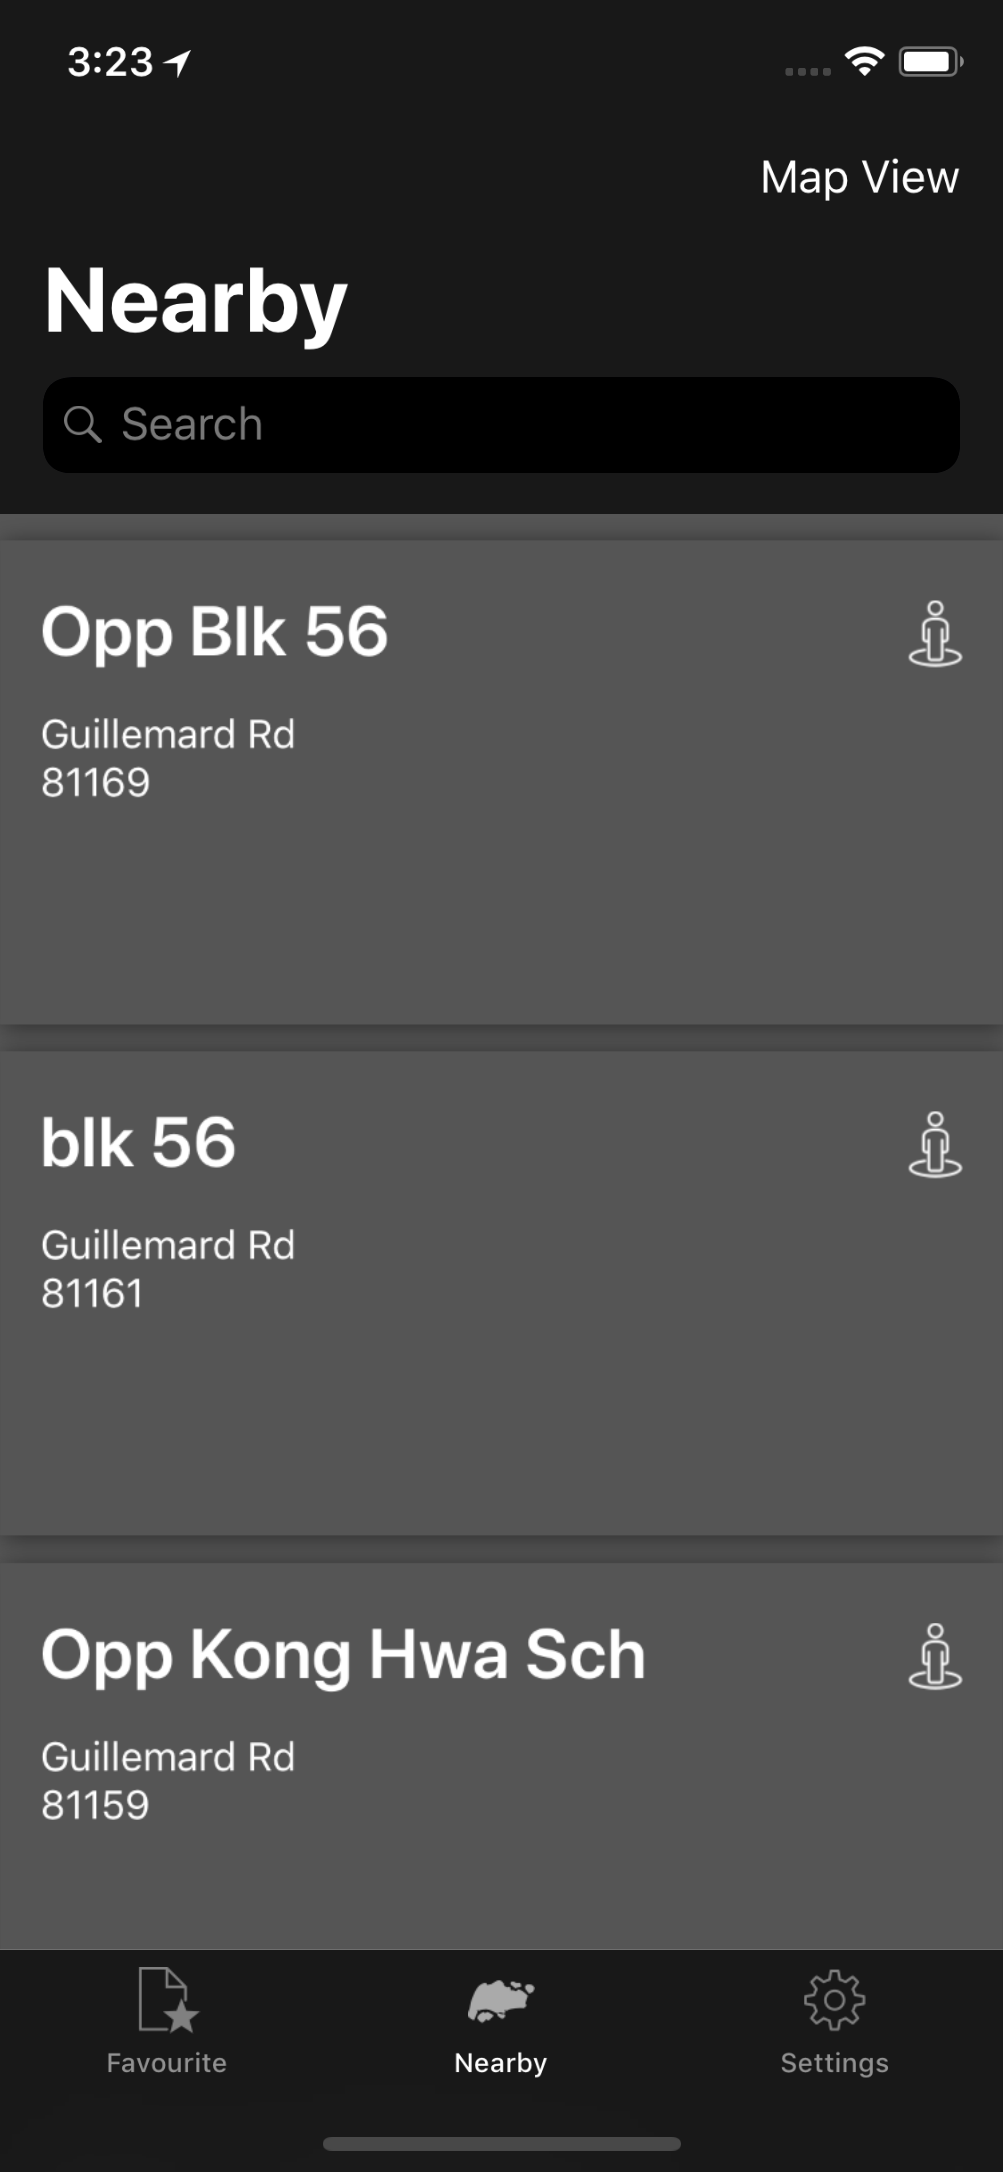 3:23
Map View
Nearby
Search
Opp Blk 56
Guillemard Rd
81169
blk 56
Guillemard Rd
81161
Opp Kong Hwa Sch
Guillemard Rd
81159
Favourite
Nearby
Settings